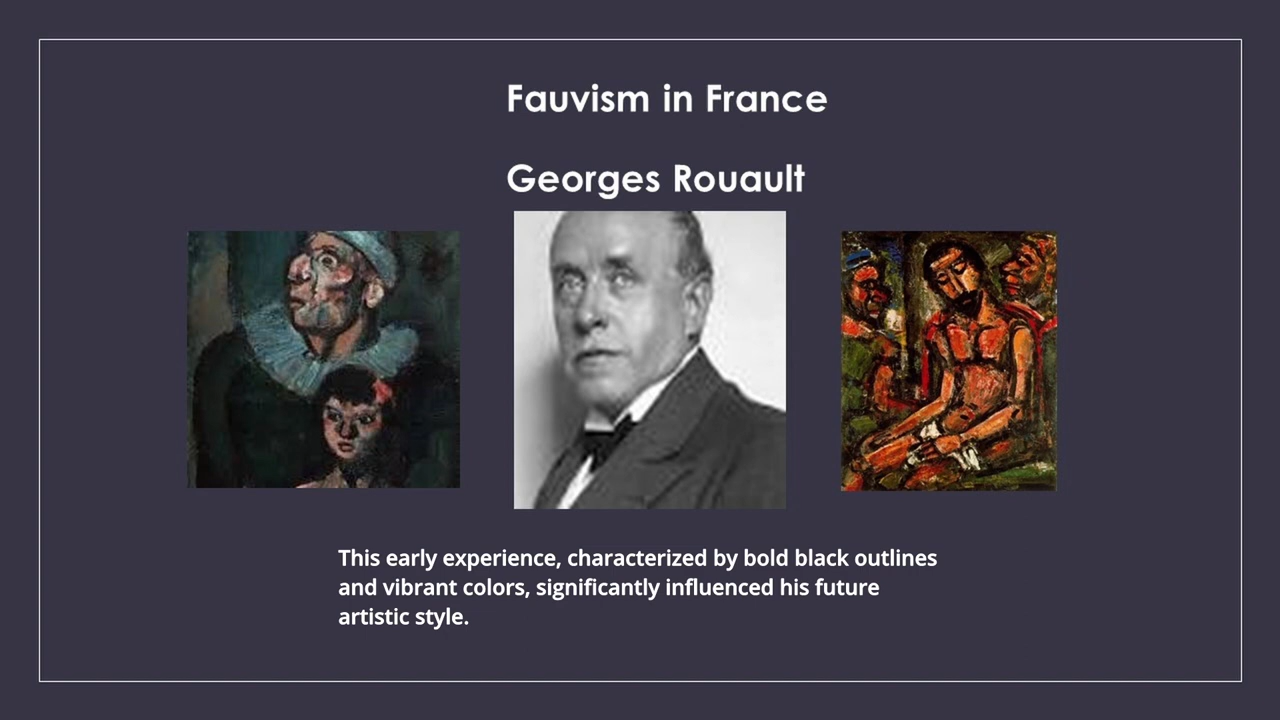 Fauvism in France
Georges Rouault
This early experience, characterized by bold black outlines
and vibrant colors, significantly influenced his future
artistic style.